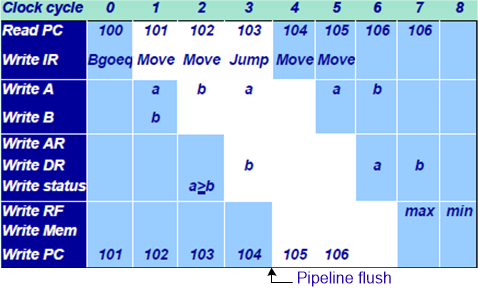 Clock cycle 0 1 2 3 4 5 6 7 8
Read PC 100 101 102 103 104 105 106 106
Write IR Bgoeq Move Move Jump Move Move
Write A a b a a b
Write B b
Write AR
Write DR b a b
Write status a≥b
Write RF max min
Write Mem
Write PC 101 102 103 104 105 106
Pipeline flush